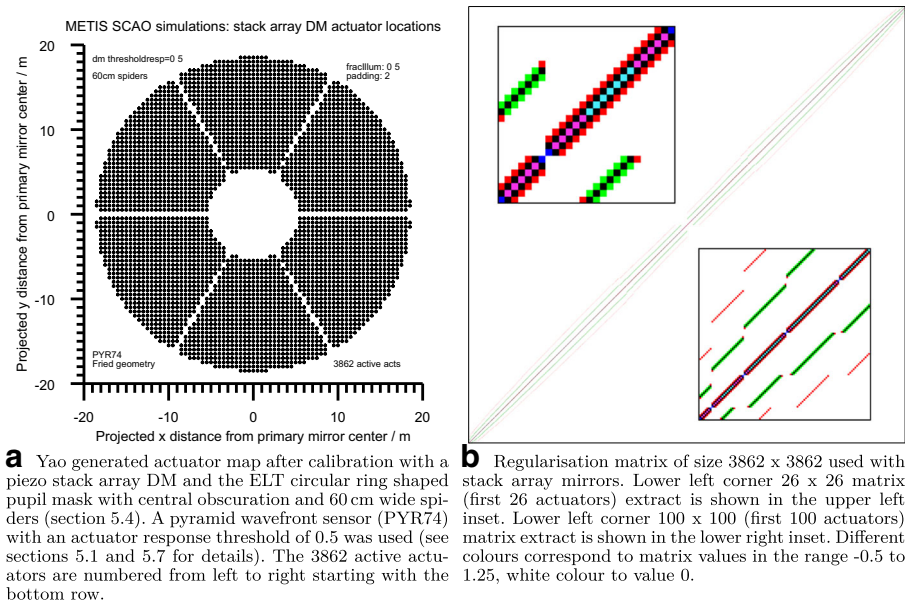 METIS SCAO simulations: stack array DM actuator locations
20
10
0
-10
-20
dm thresholdresp=0 5
60cm spiders
fracIllum: 0 5
padding: 2
PYR74
Fried geometry
3862 active acts
-20 -10 0 10 20
Projected y distance from primary mirror center / m
Projected x distance from primary mirror center / m
a Yao generated actuator map after calibration with a
piezo stack array DM and the ELT circular ring shaped
pupil mask with central obscuration and 60 cm wide spi-
ders (section 5.4). A pyramid wavefront sensor (PYR74)
with an actuator response threshold of 0.5 was used (see
sections 5.1 and 5.7 for details). The 3862 active actu-
ators are numbered from left to right starting with the
bottom row.
b Regularisation matrix of size 3862 x 3862 used with
stack array mirrors. Lower left corner 26 x 26 matrix
(first 26 actuators) extract is shown in the upper left
inset. Lower left corner 100 x 100 (first 100 actuators)
matrix extract is shown in the lower right inset. Different
colours correspond to matrix values in the range -0.5 to
1.25, white colour to value 0.